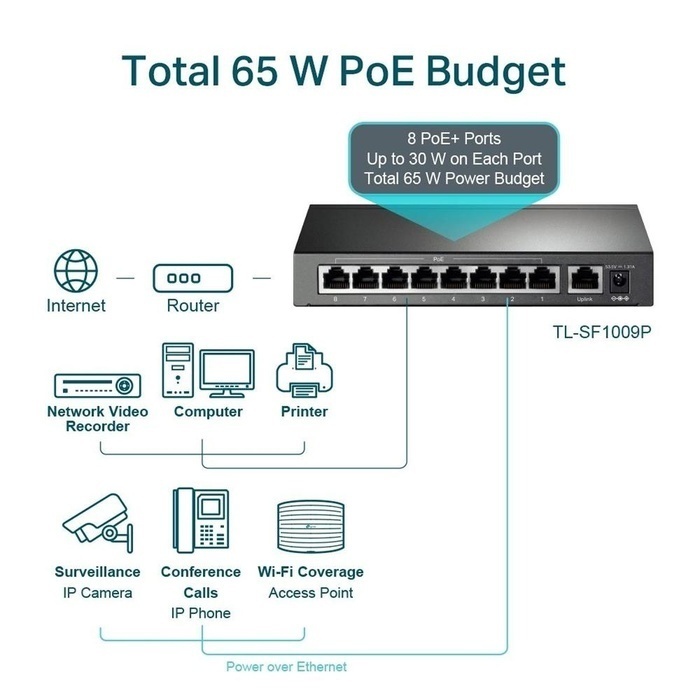 Total 65 W PoE Budget
8 PoE+ Ports
Up to 30 W on Each Port
Total 65 W Power Budget
PoE
8 7 6 5 4 3 2 1 Uplink
Internet
Router
TL-SF1009P
Network Video
Recorder
Computer
Printer
Surveillance
IP Camera
Conference
Calls
IP Phone
Wi-Fi Coverage
Access Point
Power over Ethernet